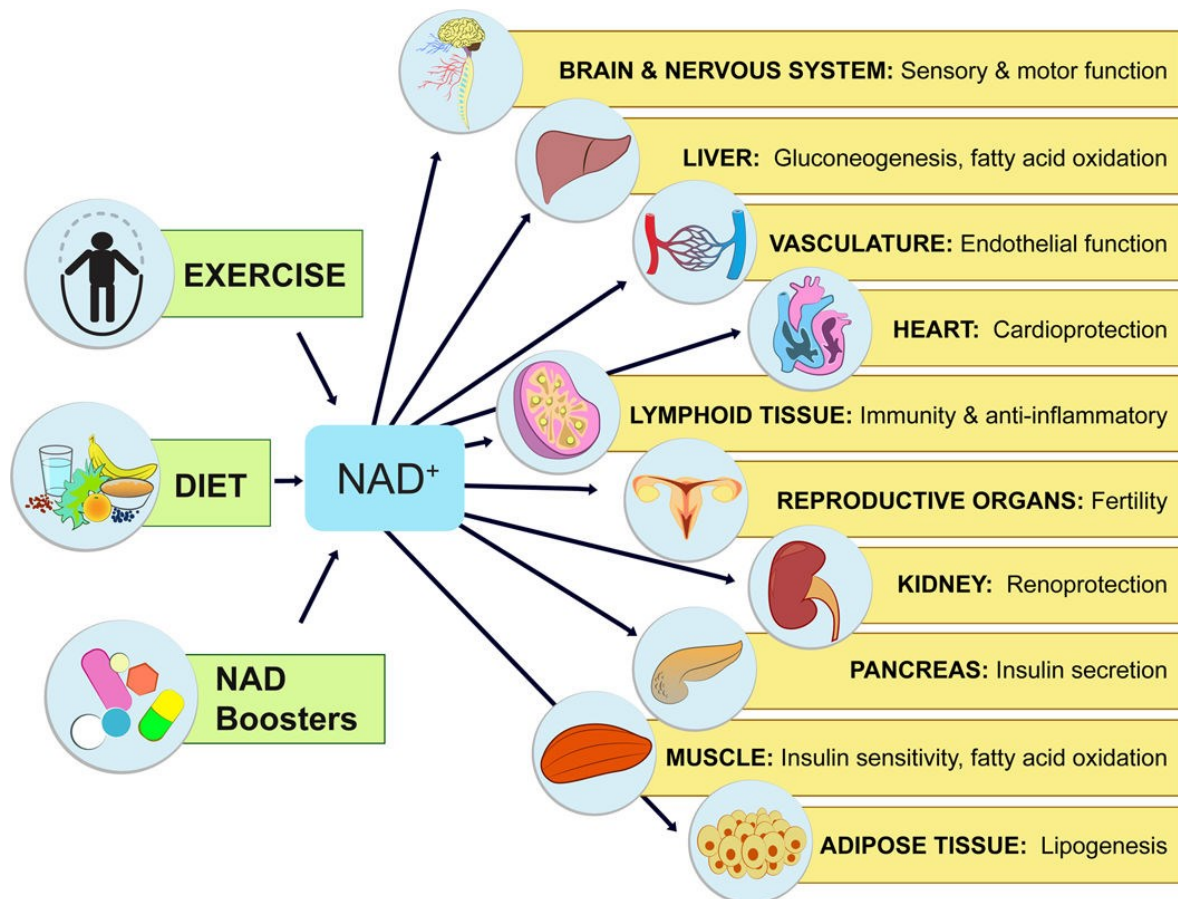 BRAIN & NERVOUS SYSTEM: Sensory & motor function
LIVER: Gluconeogenesis, fatty acid oxidation
VASCULATURE: Endothelial function
HEART: Cardioprotection
LYMPHOID TISSUE: Immunity & anti-inflammatory
REPRODUCTIVE ORGANS: Fertility
KIDNEY: Renoprotection
PANCREAS: Insulin secretion
MUSCLE: Insulin sensitivity, fatty acid oxidation
ADIPOSE TISSUE: Lipogenesis
EXERCISE
DIET
NAD
Boosters
NAD⁺